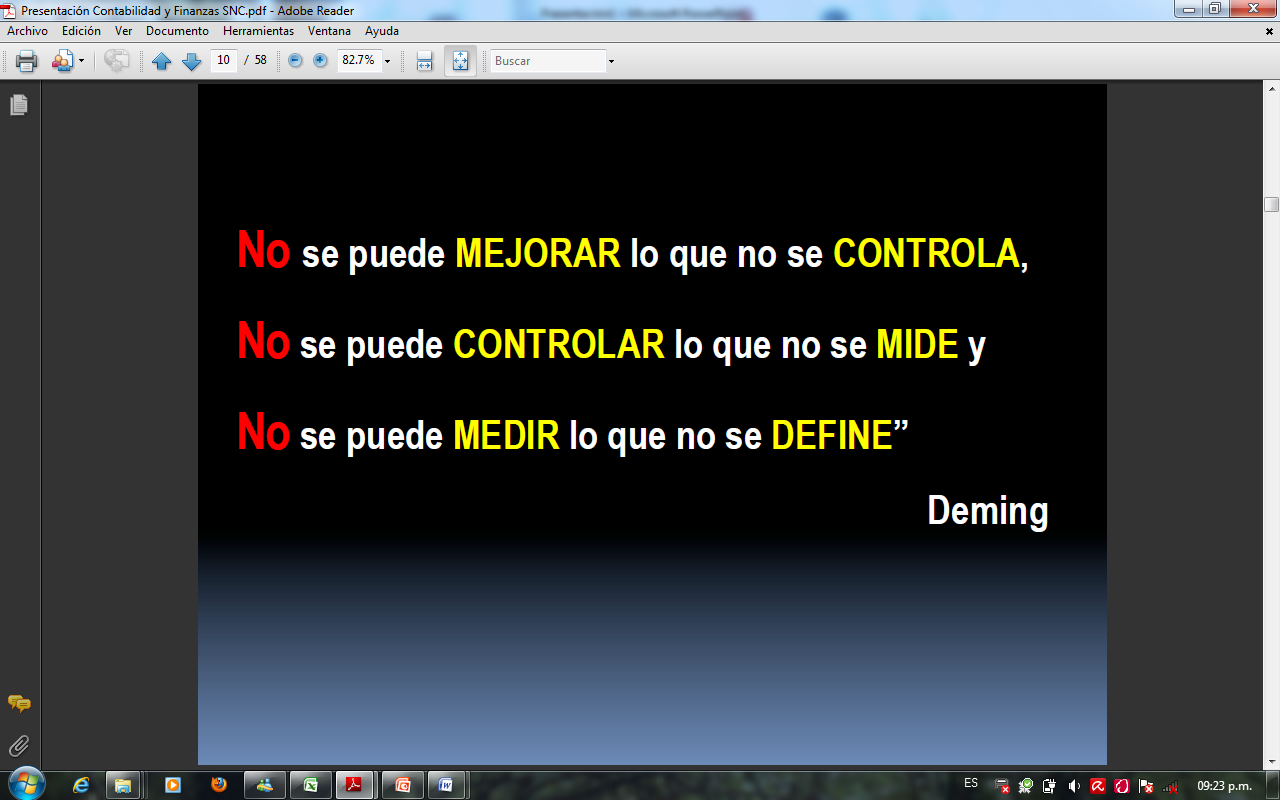 Presentación Contabilidad y Finanzas SNC.pdf - Adobe Reader
Archivo Edición Ver Documento Herramientas Ventana Ayuda
10 / 58 82.7% Buscar
No se puede MEJORAR lo que no se CONTROLA,
No se puede CONTROLAR lo que no se MIDE y
No se puede MEDIR lo que no se DEFINE”
Deming
ES 09:23 p.m.